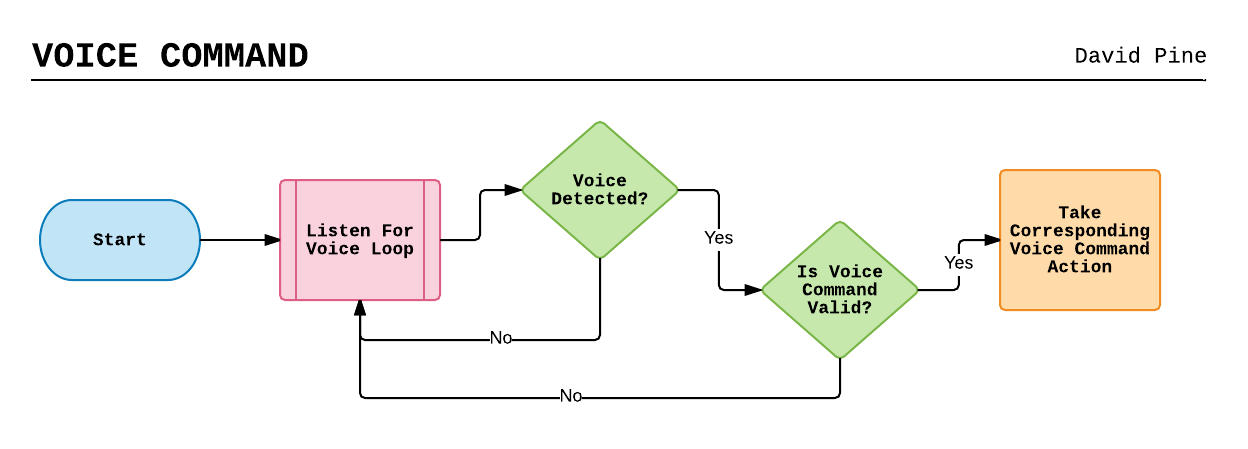 VOICE COMMAND
David Pine
Start
Listen For
Voice Loop
Voice
Detected?
Yes
No
Is Voice
Command
Valid?
Yes
No
Take
Corresponding
Voice Command
Action